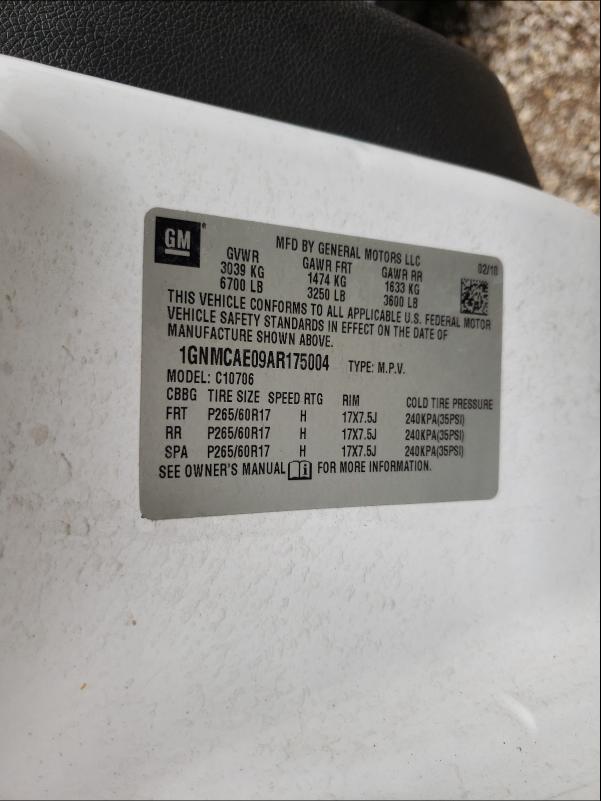 GM
MFD BY GENERAL MOTORS LLC
02/10
GVWR GAWR FRT GAWR RR
3039 KG 1474 KG 1633 KG
6700 LB 3250 LB 3600 LB
THIS VEHICLE CONFORMS TO ALL APPLICABLE U.S. FEDERAL MOTOR
VEHICLE SAFETY STANDARDS IN EFFECT ON THE DATE OF
MANUFACTURE SHOWN ABOVE.
1GNMCAE09AR175004 TYPE: M.P.V.
MODEL: C10706
CBBG TIRE SIZE SPEED RTG RIM COLD TIRE PRESSURE
FRT P265/60R17 H 17X7.5J 240KPA(35PSI)
RR P265/60R17 H 17X7.5J 240KPA(35PSI)
SPA P265/60R17 H 17X7.5J 240KPA(35PSI)
SEE OWNER'S MANUAL i FOR MORE INFORMATION.